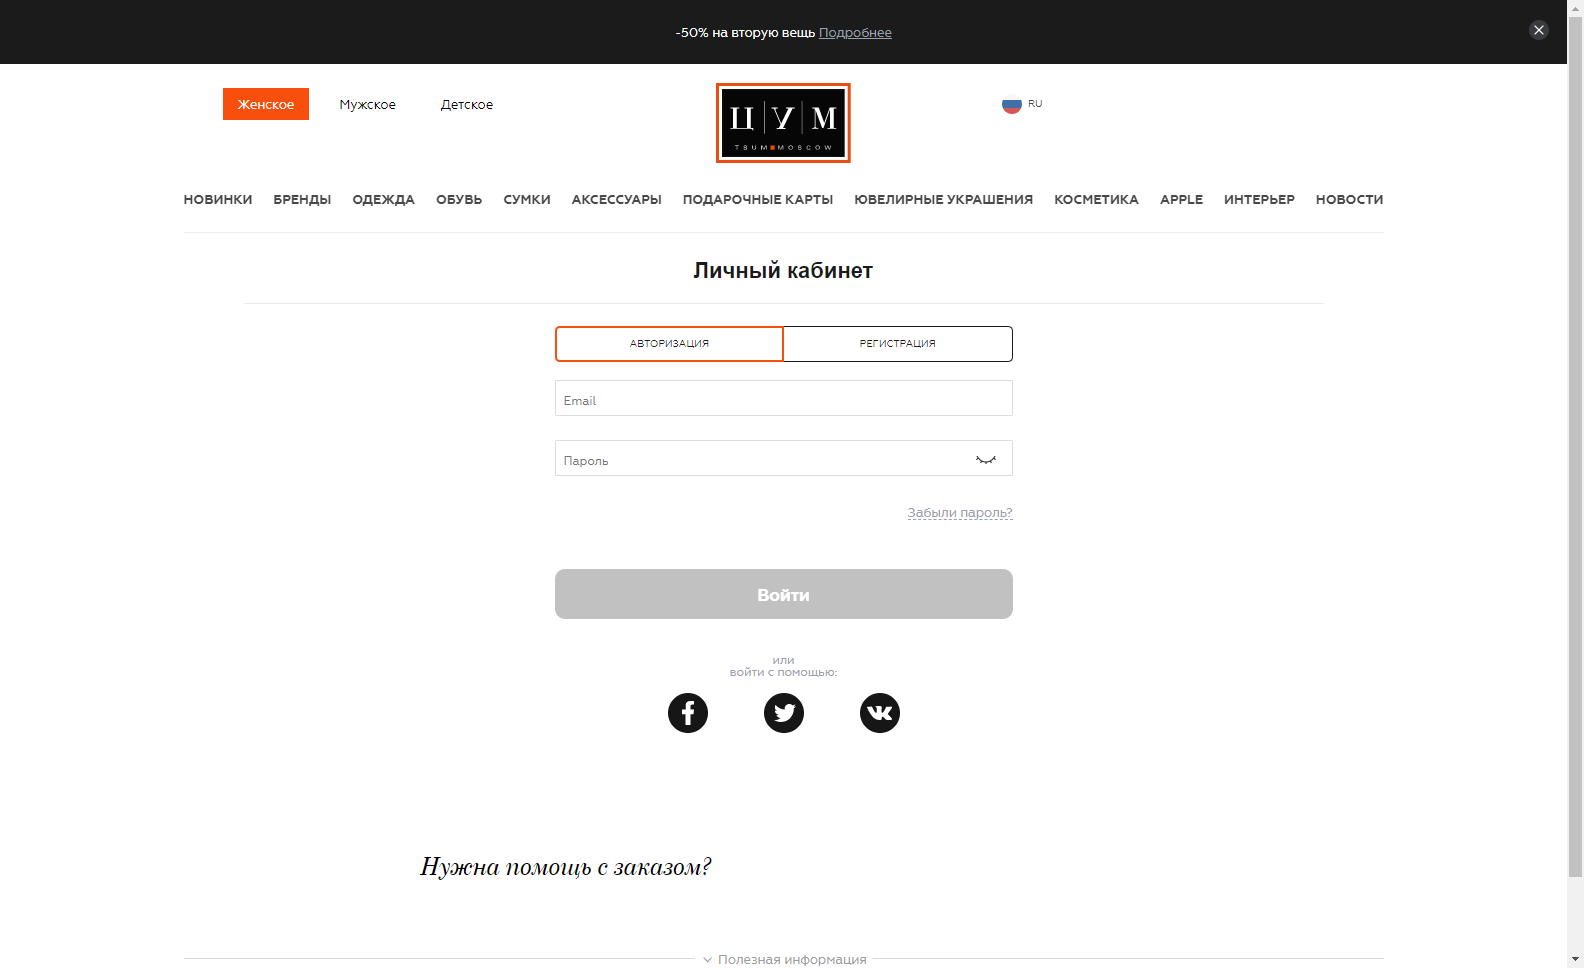 -50% на вторую вещь Подробнее
Женское Мужское Детское
ЦУМ
TSUM MOSCOW
RU
НОВИНКИ БРЕНДЫ ОДЕЖДА ОБУВЬ СУМКИ АКСЕССУАРЫ ПОДАРОЧНЫЕ КАРТЫ ЮВЕЛИРНЫЕ УКРАШЕНИЯ КОСМЕТИКА APPLE ИНТЕРЬЕР НОВОСТИ
Личный кабинет
АВТОРИЗАЦИЯ РЕГИСТРАЦИЯ
Email
Пароль
Забыли пароль?
Войти
или
войти с помощью:
Нужна помощь с заказом?
Полезная информация